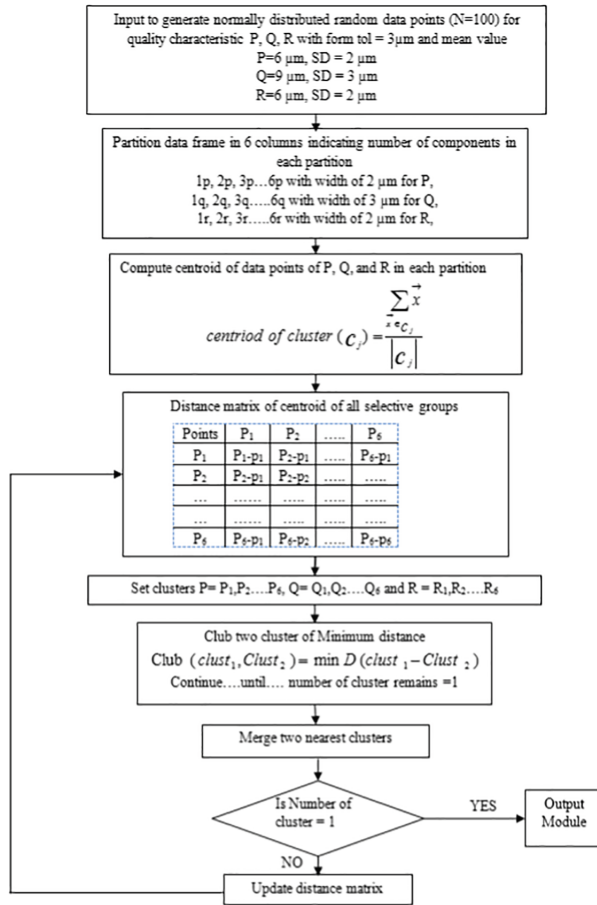 Input to generate normally distributed random data points (N=100) for
quality characteristic P, Q, R with form tol = 3µm and mean value
P=6 µm, SD = 2 µm
Q=9 µm, SD = 3 µm
R=6 µm, SD = 2 µm
Partition data frame in 6 columns indicating number of components in
each partition
1p, 2p, 3p…6p with width of 2 µm for P,
1q, 2q, 3q…..6q with width of 3 µm for Q,
1r, 2r, 3r…..6r with width of 2 µm for R,
Compute centroid of data points of P, Q, and R in each partition
centriod of cluster (C_j) = ∑ x⃗ / |C_j|
x⃗ ∈ C_j
Distance matrix of centroid of all selective groups
Points P₁ P₂ ….. P₆
P₁ P₁-p₁ P₂-p₁ ….. P₆-p₁
P₂ P₂-p₁ P₂-p₂ ….. …..
… …… ….. ….. …..
… …… ….. ….. …..
P₆ P₆-p₁ P₆-p₂ ….. P₆-p₆
Set clusters P= P₁,P₂….P₆, Q= Q₁,Q₂….Q₆ and R = R₁,R₂….R₆
Club two cluster of Minimum distance
Club (clust₁, Clust₂) = min D (clust ₁ – Clust ₂)
Continue….until…. number of cluster remains =1
Merge two nearest clusters
Is Number of
cluster = 1
YES
Output
Module
NO
Update distance matrix